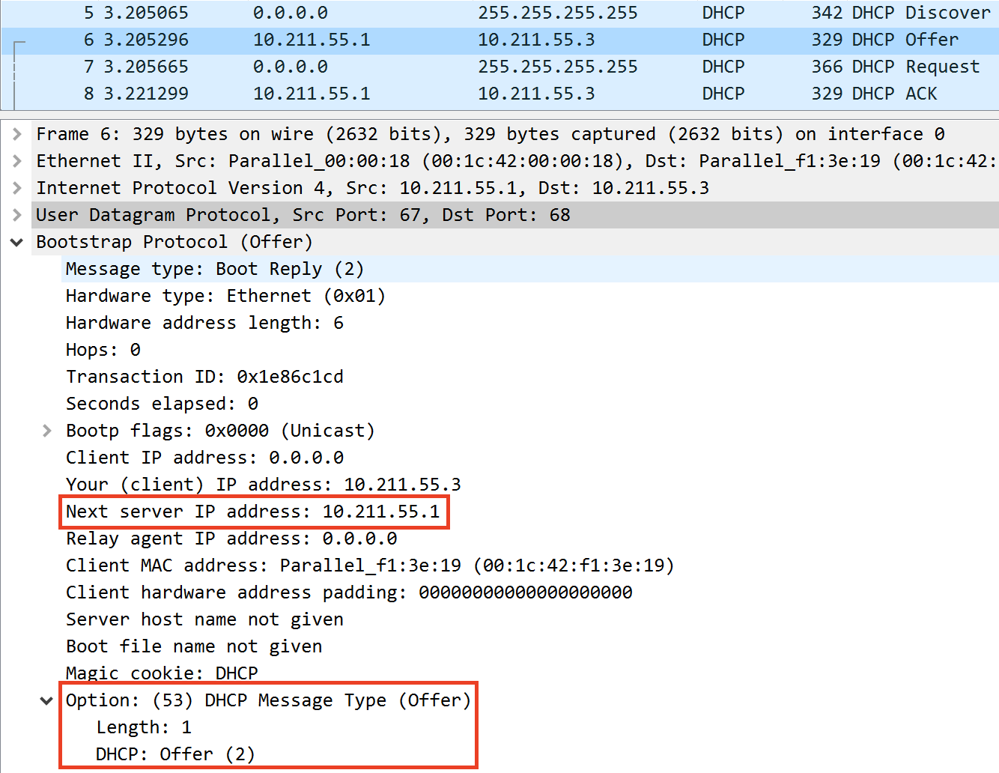 5 3.205065 0.0.0.0 255.255.255.255 DHCP 342 DHCP Discover
6 3.205296 10.211.55.1 10.211.55.3 DHCP 329 DHCP Offer
7 3.205665 0.0.0.0 255.255.255.255 DHCP 366 DHCP Request
8 3.221299 10.211.55.1 10.211.55.3 DHCP 329 DHCP ACK
Frame 6: 329 bytes on wire (2632 bits), 329 bytes captured (2632 bits) on interface 0
Ethernet II, Src: Parallel_00:00:18 (00:1c:42:00:00:18), Dst: Parallel_f1:3e:19 (00:1c:42:
Internet Protocol Version 4, Src: 10.211.55.1, Dst: 10.211.55.3
User Datagram Protocol, Src Port: 67, Dst Port: 68
Bootstrap Protocol (Offer)
Message type: Boot Reply (2)
Hardware type: Ethernet (0x01)
Hardware address length: 6
Hops: 0
Transaction ID: 0x1e86c1cd
Seconds elapsed: 0
Bootp flags: 0x0000 (Unicast)
Client IP address: 0.0.0.0
Your (client) IP address: 10.211.55.3
Next server IP address: 10.211.55.1
Relay agent IP address: 0.0.0.0
Client MAC address: Parallel_f1:3e:19 (00:1c:42:f1:3e:19)
Client hardware address padding: 00000000000000000000
Server host name not given
Boot file name not given
Magic cookie: DHCP
Option: (53) DHCP Message Type (Offer)
Length: 1
DHCP: Offer (2)